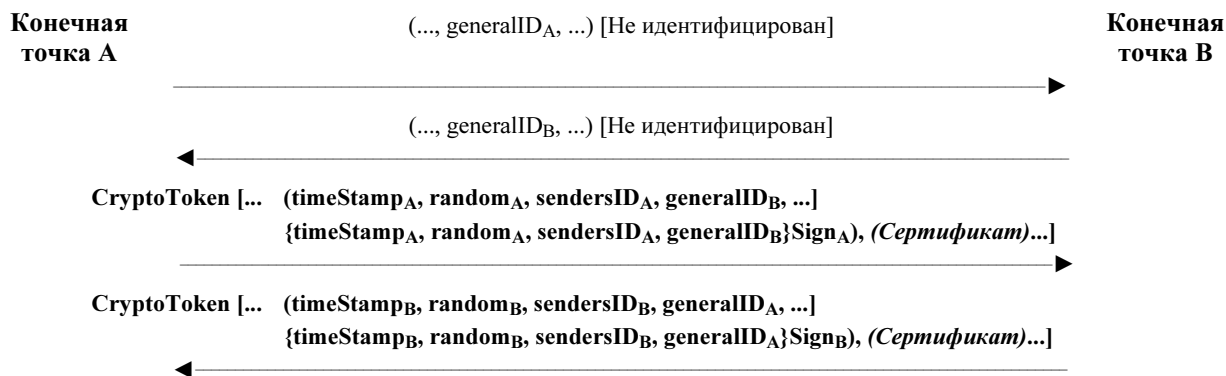 Конечная точка A
(..., generalIDA, ...) [Не идентифицирован]
Конечная точка B
(..., generalIDB, ...) [Не идентифицирован]
CryptoToken [... (timeStampA, randomA, sendersIDA, generalIDB, ...]
{timeStampA, randomA, sendersIDA, generalIDB}SignA), (Сертификат)...]
CryptoToken [... (timeStampB, randomB, sendersIDB, generalIDA, ...]
{timeStampB, randomB, sendersIDB, generalIDA}SignB), (Сертификат)...]